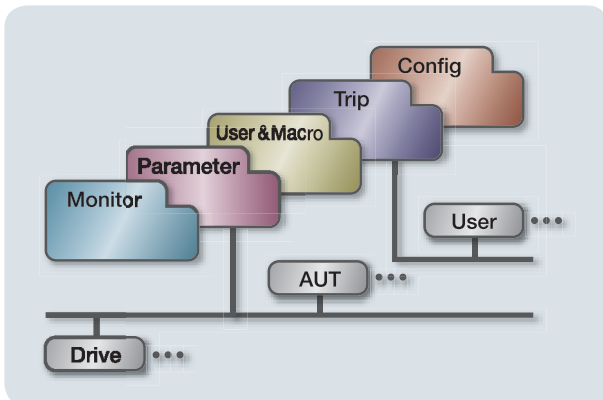 Config
Trip
User & Macro
Parameter
Monitor
User
AUT
Drive